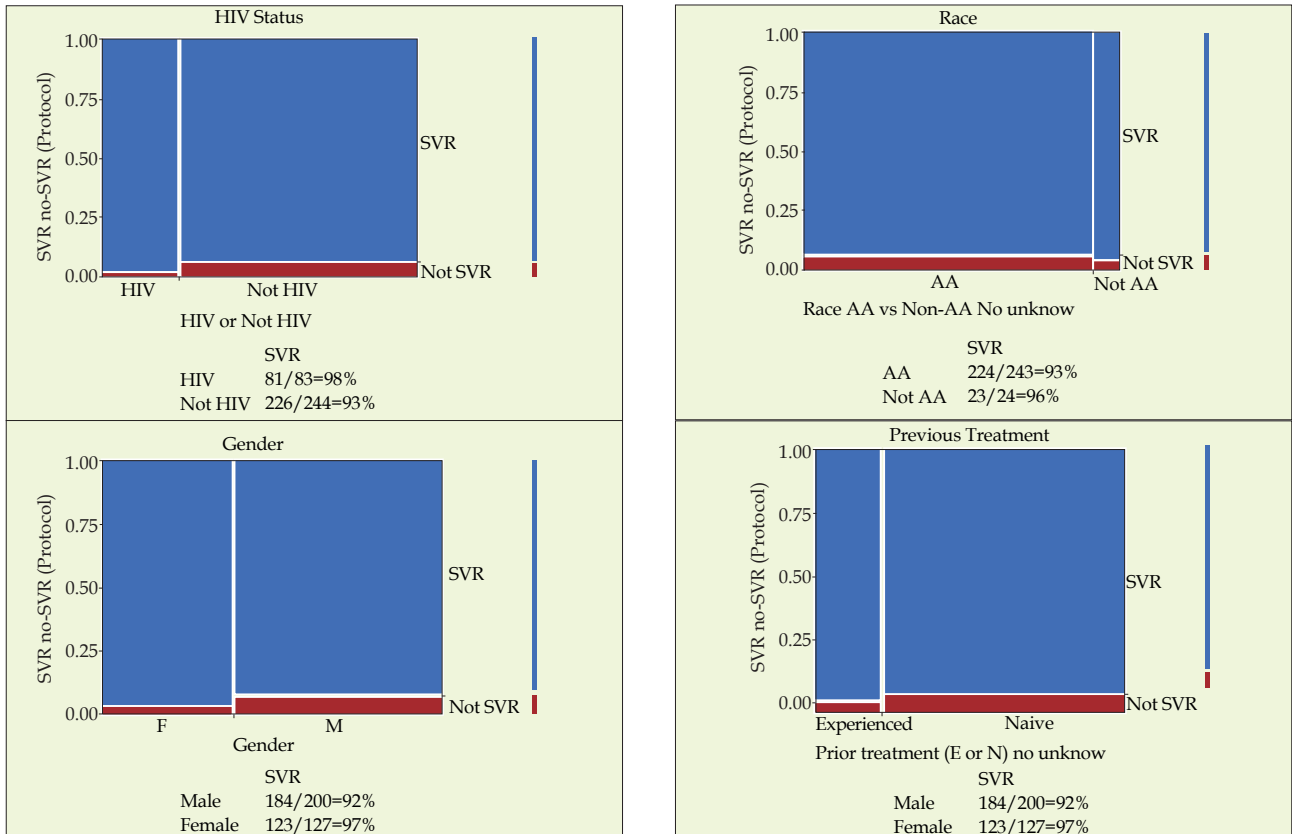 HIV Status
SVR no-SVR (Protocol)
1.00
0.75
0.50
0.25
0.00
SVR
Not SVR
HIV
Not HIV
HIV or Not HIV
SVR
HIV 81/83=98%
Not HIV 226/244=93%
Race
SVR no-SVR (Protocol)
1.00
0.75
0.50
0.25
0.00
SVR
Not SVR
AA
Not AA
Race AA vs Non-AA No unknow
SVR
AA 224/243=93%
Not AA 23/24=96%
Gender
SVR no-SVR (Protocol)
1.00
0.75
0.50
0.25
0.00
SVR
Not SVR
F
M
Gender
SVR
Male 184/200=92%
Female 123/127=97%
Previous Treatment
SVR no-SVR (Protocol)
1.00
0.75
0.50
0.25
0.00
SVR
Not SVR
Experienced
Naive
Prior treatment (E or N) no unknow
SVR
Male 184/200=92%
Female 123/127=97%